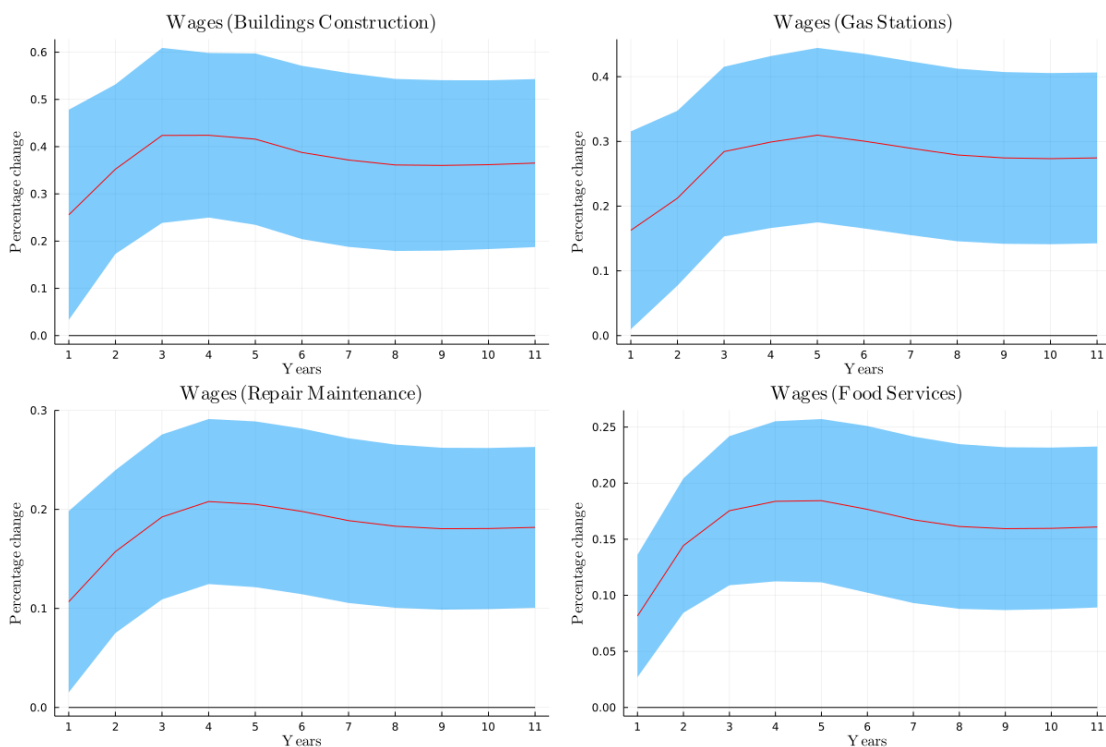 Wages (Buildings Construction)
Percentage change
0.6
0.5
0.4
0.3
0.2
0.1
0.0
1 2 3 4 5 6 7 8 9 10 11
Years
Wages (Gas Stations)
Percentage change
0.4
0.3
0.2
0.1
0.0
1 2 3 4 5 6 7 8 9 10 11
Years
Wages (Repair Maintenance)
Percentage change
0.3
0.2
0.1
0.0
1 2 3 4 5 6 7 8 9 10 11
Years
Wages (Food Services)
Percentage change
0.25
0.20
0.15
0.10
0.05
0.00
1 2 3 4 5 6 7 8 9 10 11
Years